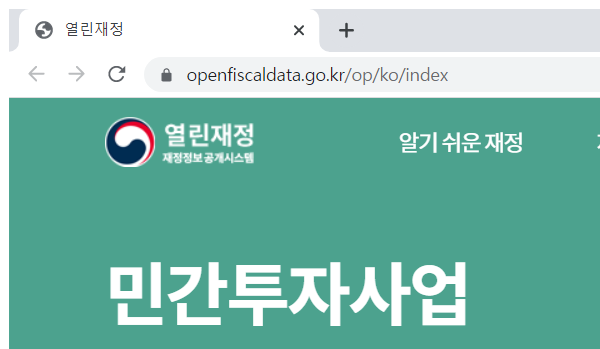 열린재정
openfiscaldata.go.kr/op/ko/index
열린재정
재정정보공개시스템
알기 쉬운 재정
민간투자사업